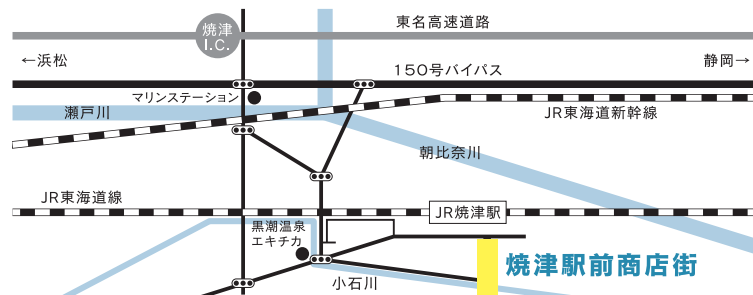 東名高速道路
焼津
I.C.
←浜松
静岡→
150号バイパス
マリンステーション
瀬戸川
JR東海道新幹線
朝比奈川
JR東海道線
JR焼津駅
黒潮温泉
エキチカ
焼津駅前商店街
小石川